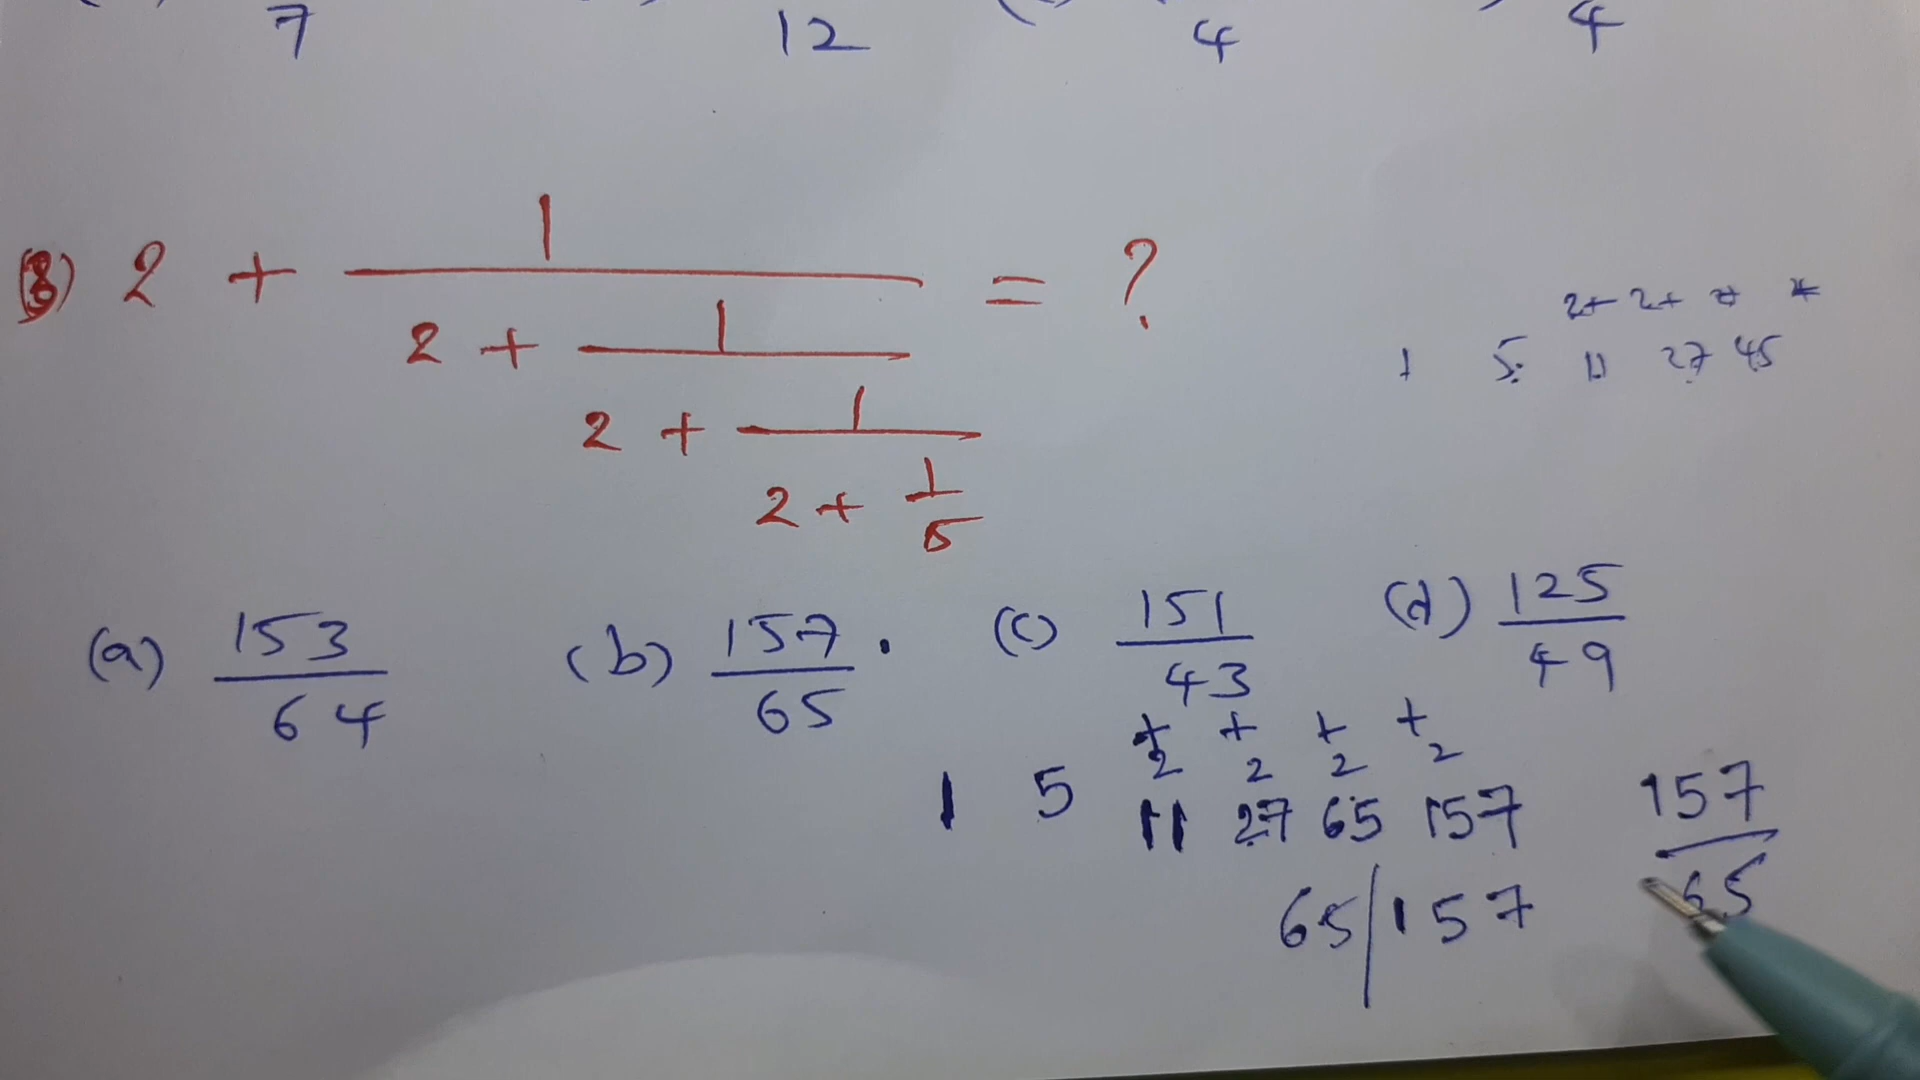 7 12 4 4
(3) 2 + 1 = ?
2 + 1
2 + 1
2 + 1
5
2+ 2+ + +
1 5 11 27 45
(a) 153 (b) 157 . (c) 151 (d) 125
64 65 43 49
+ + + +
2 2 2 2
1 5 11 27 65 157 157
65
65/157